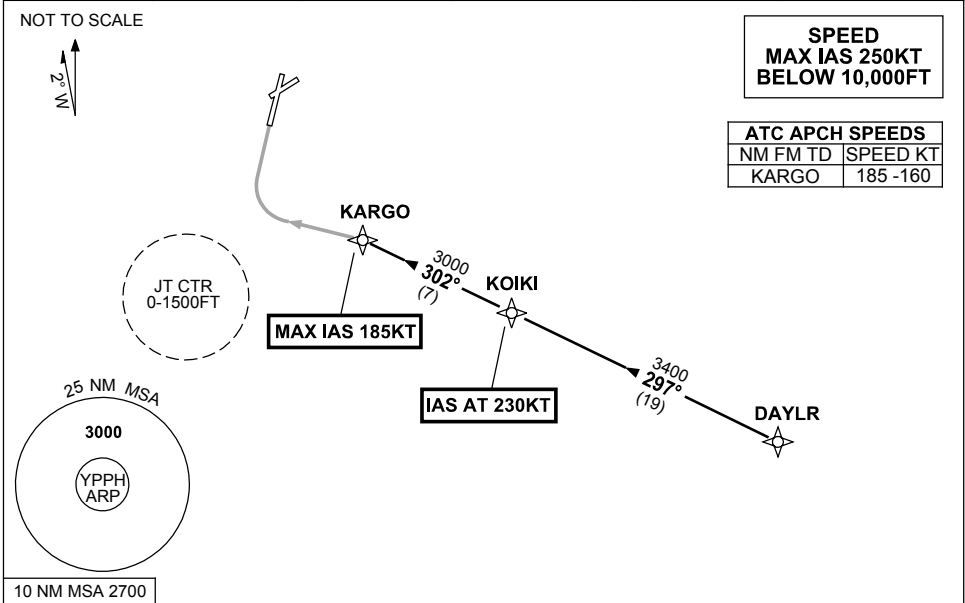 NOT TO SCALE
2° W
SPEED
MAX IAS 250KT
BELOW 10,000FT
ATC APCH SPEEDS
NM FM TD SPEED KT
KARGO 185 -160
KARGO
3000
302°
(7)
KOIKI
JT CTR
0-1500FT
MAX IAS 185KT
IAS AT 230KT
3400
297°
(19)
DAYLR
25 NM MSA
3000
YPPH
ARP
10 NM MSA 2700